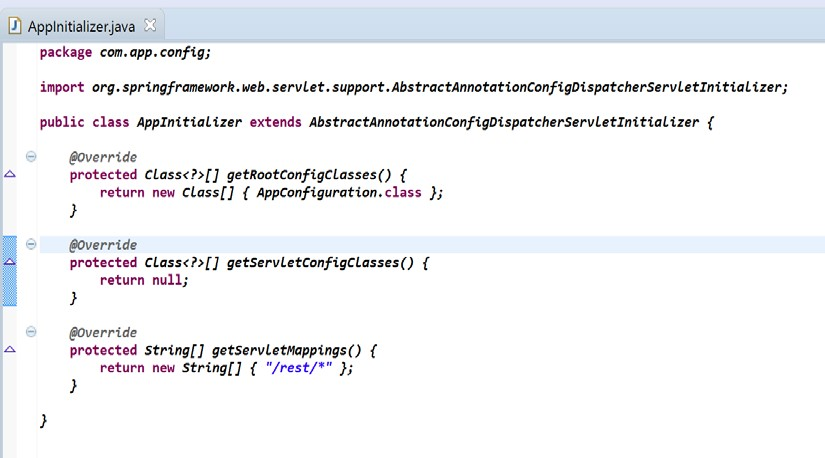 AppInitializer.java
package com.app.config;
import org.springframework.web.servlet.support.AbstractAnnotationConfigDispatcherServletInitializer;
public class AppInitializer extends AbstractAnnotationConfigDispatcherServletInitializer {
@Override
protected Class<?>[] getRootConfigClasses() {
return new Class[] { AppConfiguration.class };
}
@Override
protected Class<?>[] getServletConfigClasses() {
return null;
}
@Override
protected String[] getServletMappings() {
return new String[] { "/rest/*" };
}
}